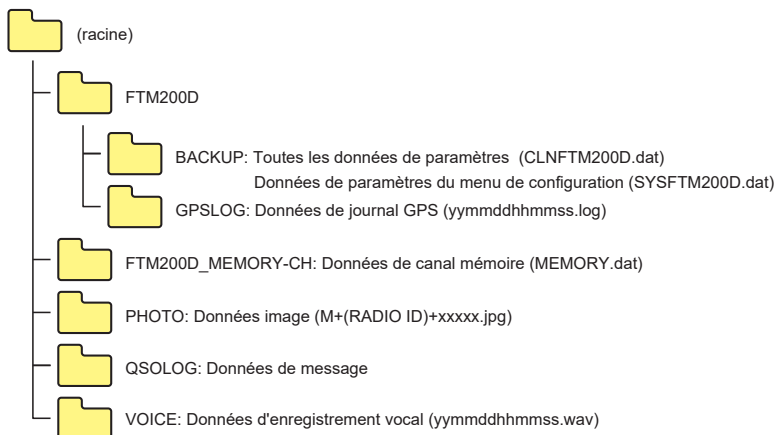 (racine)
FTM200D
BACKUP: Toutes les données de paramètres (CLNFTM200D.dat)
Données de paramètres du menu de configuration (SYSFTM200D.dat)
GPSLOG: Données de journal GPS (yymmddhhmmss.log)
FTM200D_MEMORY-CH: Données de canal mémoire (MEMORY.dat)
PHOTO: Données image (M+(RADIO ID)+xxxxx.jpg)
QSOLOG: Données de message
VOICE: Données d'enregistrement vocal (yymmddhhmmss.wav)